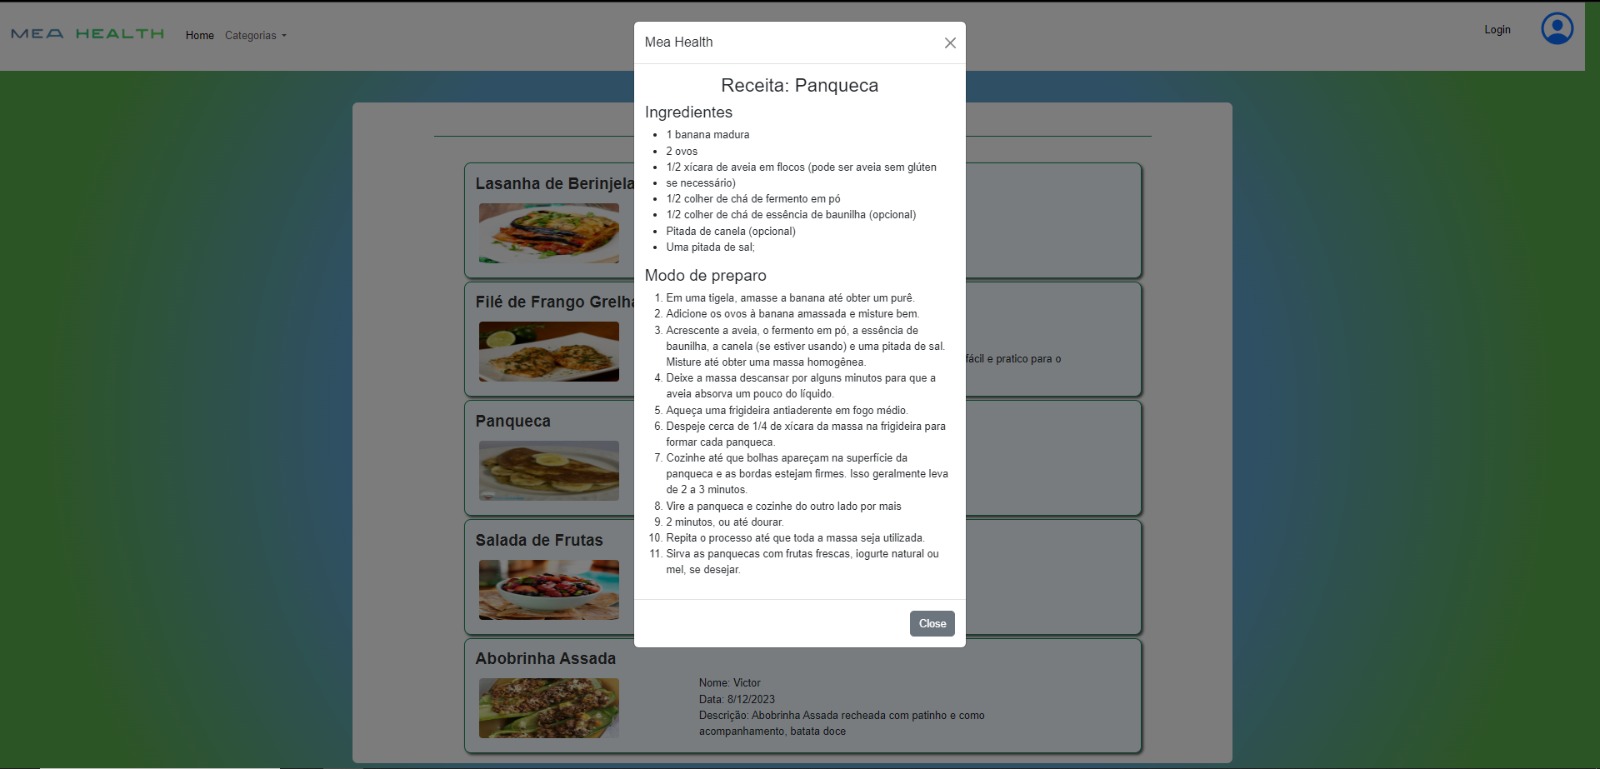 MEA HEALTH
Home
Categorias
Login
Mea Health
Receita: Panqueca
Ingredientes
1 banana madura
2 ovos
1/2 xícara de aveia em flocos (pode ser aveia sem glúten
se necessário)
1/2 colher de chá de fermento em pó
1/2 colher de chá de essência de baunilha (opcional)
Pitada de canela (opcional)
Uma pitada de sal;
Modo de preparo
1. Em uma tigela, amasse a banana até obter um purê.
2. Adicione os ovos à banana amassada e misture bem.
3. Acrescente a aveia, o fermento em pó, a essência de
baunilha, a canela (se estiver usando) e uma pitada de sal.
Misture até obter uma massa homogênea.
4. Deixe a massa descansar por alguns minutos para que a
aveia absorva um pouco do líquido.
5. Aqueça uma frigideira antiaderente em fogo médio.
6. Despeje cerca de 1/4 de xícara da massa na frigideira para
formar cada panqueca.
7. Cozinhe até que bolhas apareçam na superfície da
panqueca e as bordas estejam firmes. Isso geralmente leva
de 2 a 3 minutos.
8. Vire a panqueca e cozinhe do outro lado por mais
9. 2 minutos, ou até dourar.
10. Repita o processo até que toda a massa seja utilizada.
11. Sirva as panquecas com frutas frescas, iogurte natural ou
mel, se desejar.
Close
Lasanha de Berinjela
Filé de Frango Grelha
fácil e pratico para o
Panqueca
Salada de Frutas
Abobrinha Assada
Nome: Victor
Data: 8/12/2023
Descrição: Abobrinha Assada recheada com patinho e como
acompanhamento, batata doce